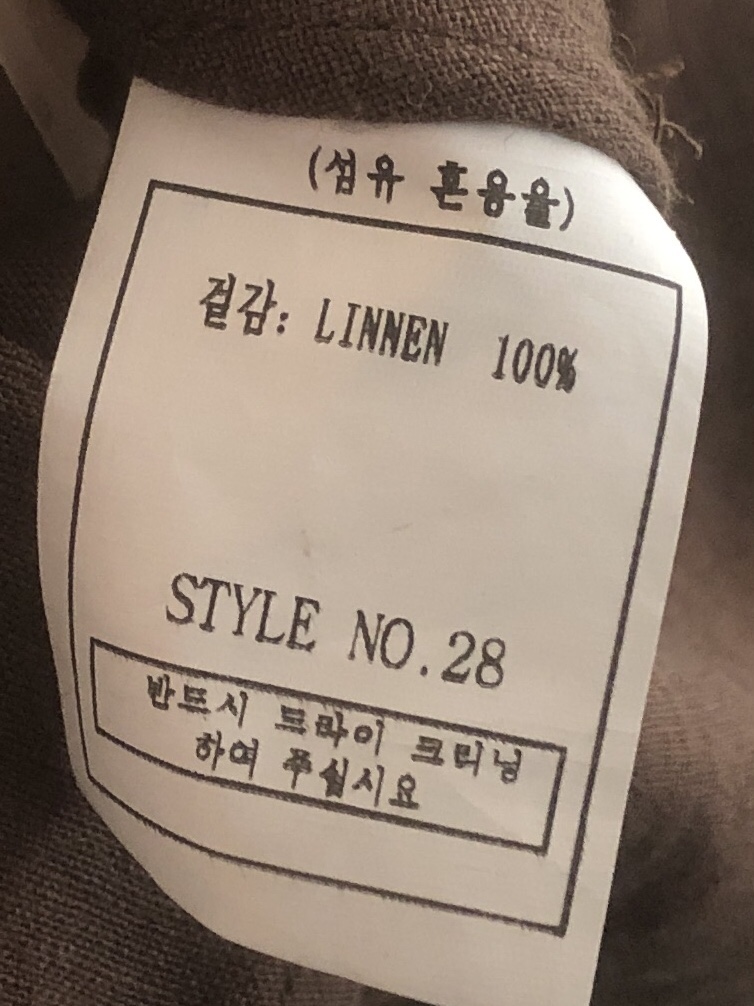 (섬유 혼용율)
겉감: LINNEN 100%
STYLE NO.28
반드시 드라이 크리닝
하여 주십시요